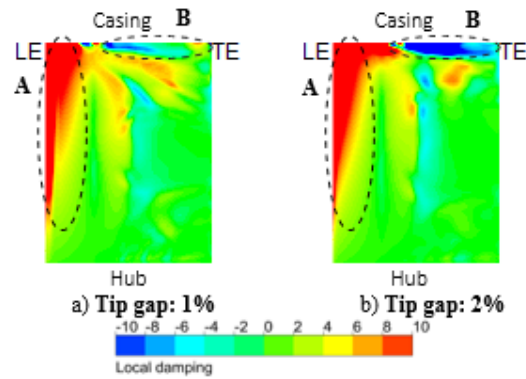 Casing B Casing B
LE TE LE TE
A A
Hub Hub
a) Tip gap: 1% b) Tip gap: 2%
-10 -8 -6 -4 -2 0 2 4 6 8 10
Local damping